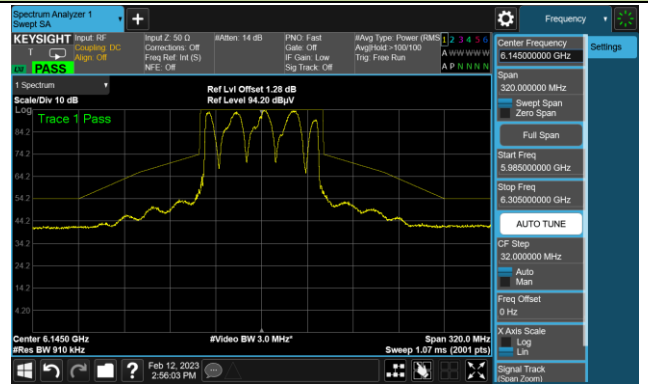 Spectrum Analyzer 1
Swept SA
Frequency
KEYSIGHT
Input: RF
Coupling: DC
Align: Off
Input Z: 50 Ω
Corrections: Off
Freq Ref: Int (S)
NFE: Off
#Atten: 14 dB
PNO: Fast
Gate: Off
IF Gain: Low
Sig Track: Off
#Avg Type: Power (RMS
Avg|Hold:>100/100
Trig: Free Run
1 2 3 4 5 6
A W W W W W
A P N N N N
T
PASS
1 Spectrum
Scale/Div 10 dB
Ref Lvl Offset 1.28 dB
Ref Level 94.20 dBµV
Log
Trace 1 Pass
84.2
74.2
64.2
54.2
44.2
34.2
24.2
14.2
4.20
Center 6.1450 GHz
#Res BW 910 kHz
#Video BW 3.0 MHz*
Span 320.0 MHz
Sweep 1.07 ms (2001 pts)
Feb 12, 2023
2:56:03 PM
Center Frequency
6.145000000 GHz
Settings
Span
320.000000 MHz
Swept Span
Zero Span
Full Span
Start Freq
5.985000000 GHz
Stop Freq
6.305000000 GHz
AUTO TUNE
CF Step
32.000000 MHz
Auto
Man
Freq Offset
0 Hz
X Axis Scale
Log
Lin
Signal Track
(Span Zoom)